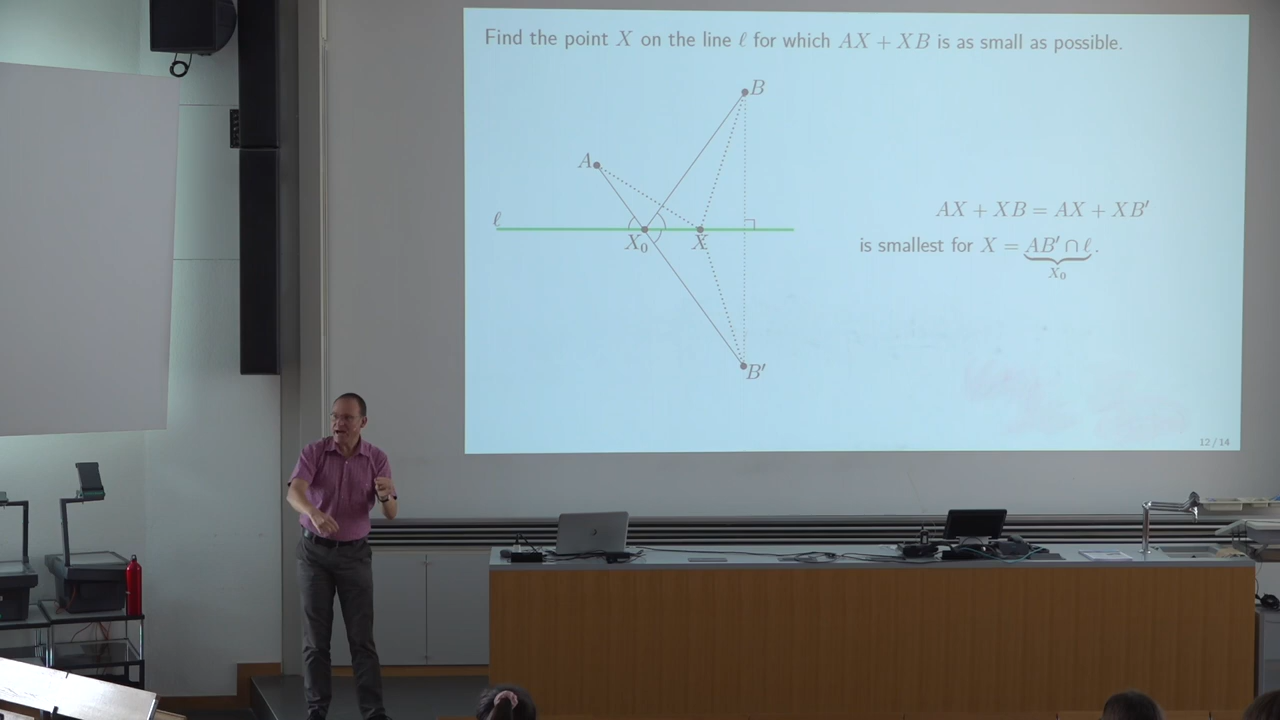 Find the point X on the line ℓ for which AX + XB is as small as possible.
B
A
ℓ
X₀
X
AX + XB = AX + XB′
is smallest for X = AB′ ∩ ℓ.
X₀
B′
12 / 14